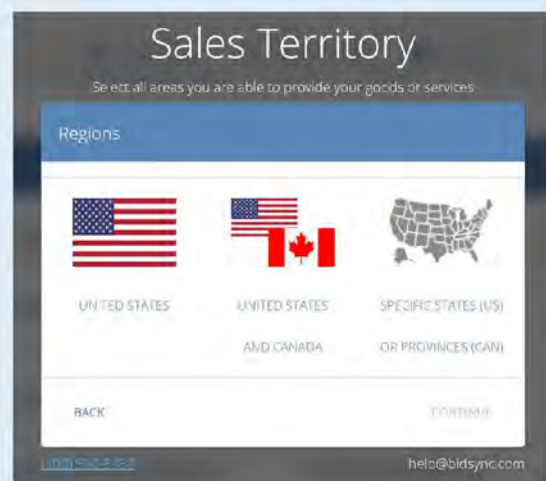 Sales Territory
Select all areas you are able to provide your goods or services
Regions
UNITED STATES
UNITED STATES
AND CANADA
SPECIFIC STATES (US)
OR PROVINCES (CAN)
BACK
CONTINUE
help@bidsync.com